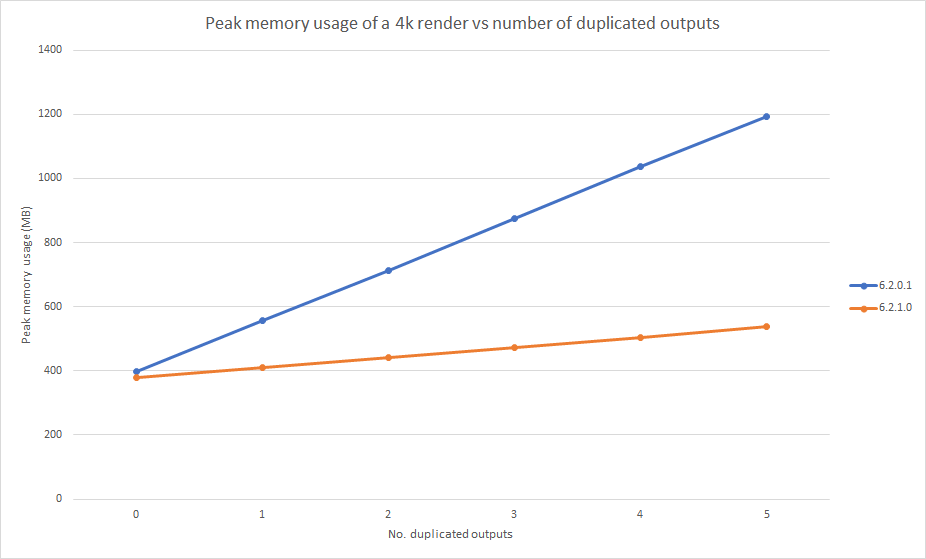 Peak memory usage of a 4k render vs number of duplicated outputs
1400
1200
1000
800
600
400
200
0
Peak memory usage (MB)
0 1 2 3 4 5
No. duplicated outputs
6.2.0.1
6.2.1.0